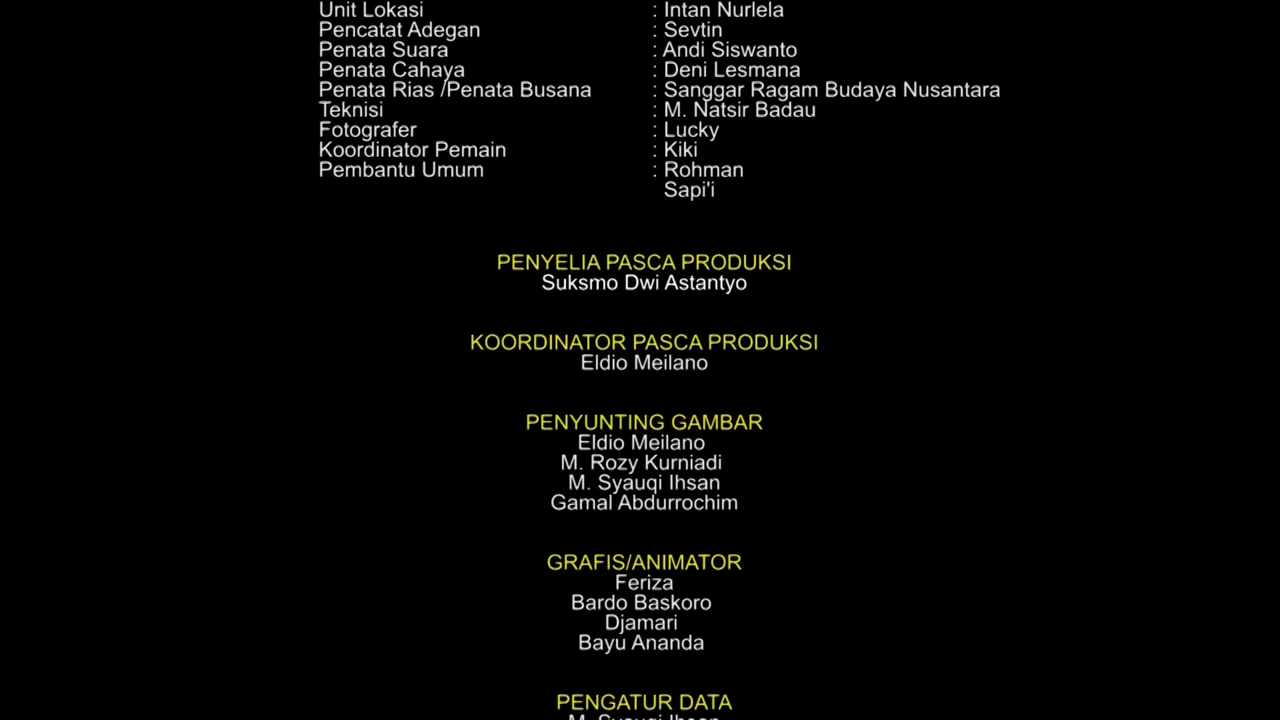 Unit Lokasi : Intan Nurlela
Pencatat Adegan : Sevtin
Penata Suara : Andi Siswanto
Penata Cahaya : Deni Lesmana
Penata Rias /Penata Busana : Sanggar Ragam Budaya Nusantara
Teknisi : M. Natsir Badau
Fotografer : Lucky
Koordinator Pemain : Kiki
Pembantu Umum : Rohman
Sapi'i
PENYELIA PASCA PRODUKSI
Suksmo Dwi Astantyo
KOORDINATOR PASCA PRODUKSI
Eldio Meilano
PENYUNTING GAMBAR
Eldio Meilano
M. Rozy Kurniadi
M. Syauqi Ihsan
Gamal Abdurrochim
GRAFIS/ANIMATOR
Feriza
Bardo Baskoro
Djamari
Bayu Ananda
PENGATUR DATA
M. Syauqi Ihsan